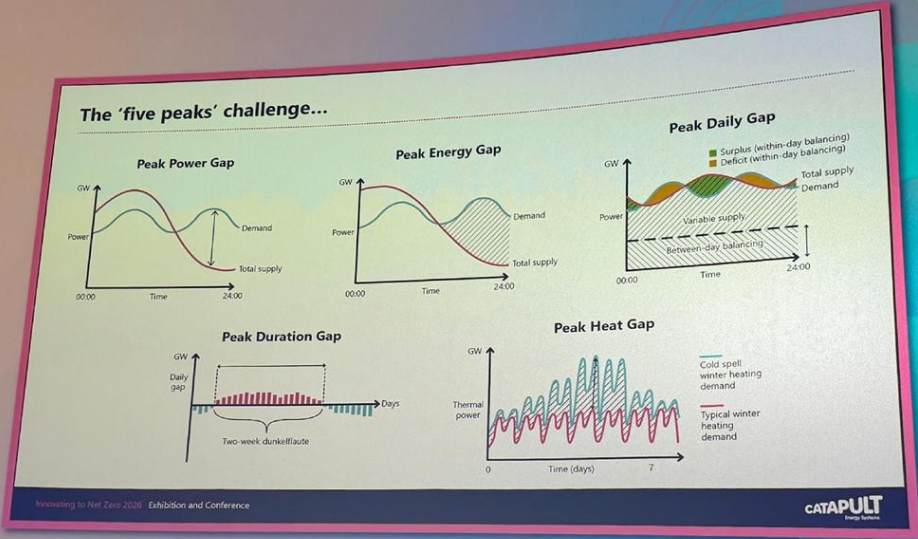 The 'five peaks' challenge...
Peak Power Gap
GW
Power
Demand
Total supply
00:00
Time
24:00
Peak Energy Gap
GW
Power
Demand
Total supply
00:00
Time
24:00
Peak Daily Gap
Surplus (within-day balancing)
Deficit (within-day balancing)
GW
Total supply
Demand
Power
Variable supply
Between-day balancing
00:00
Time
24:00
Peak Duration Gap
GW
Daily
gap
Days
Two-week dunkelflaute
Peak Heat Gap
GW
Thermal
power
0
Time (days)
7
Cold spell
winter heating
demand
Typical winter
heating
demand
Innovating to Net Zero 2026 Exhibition and Conference
CATAPULT
Energy Systems